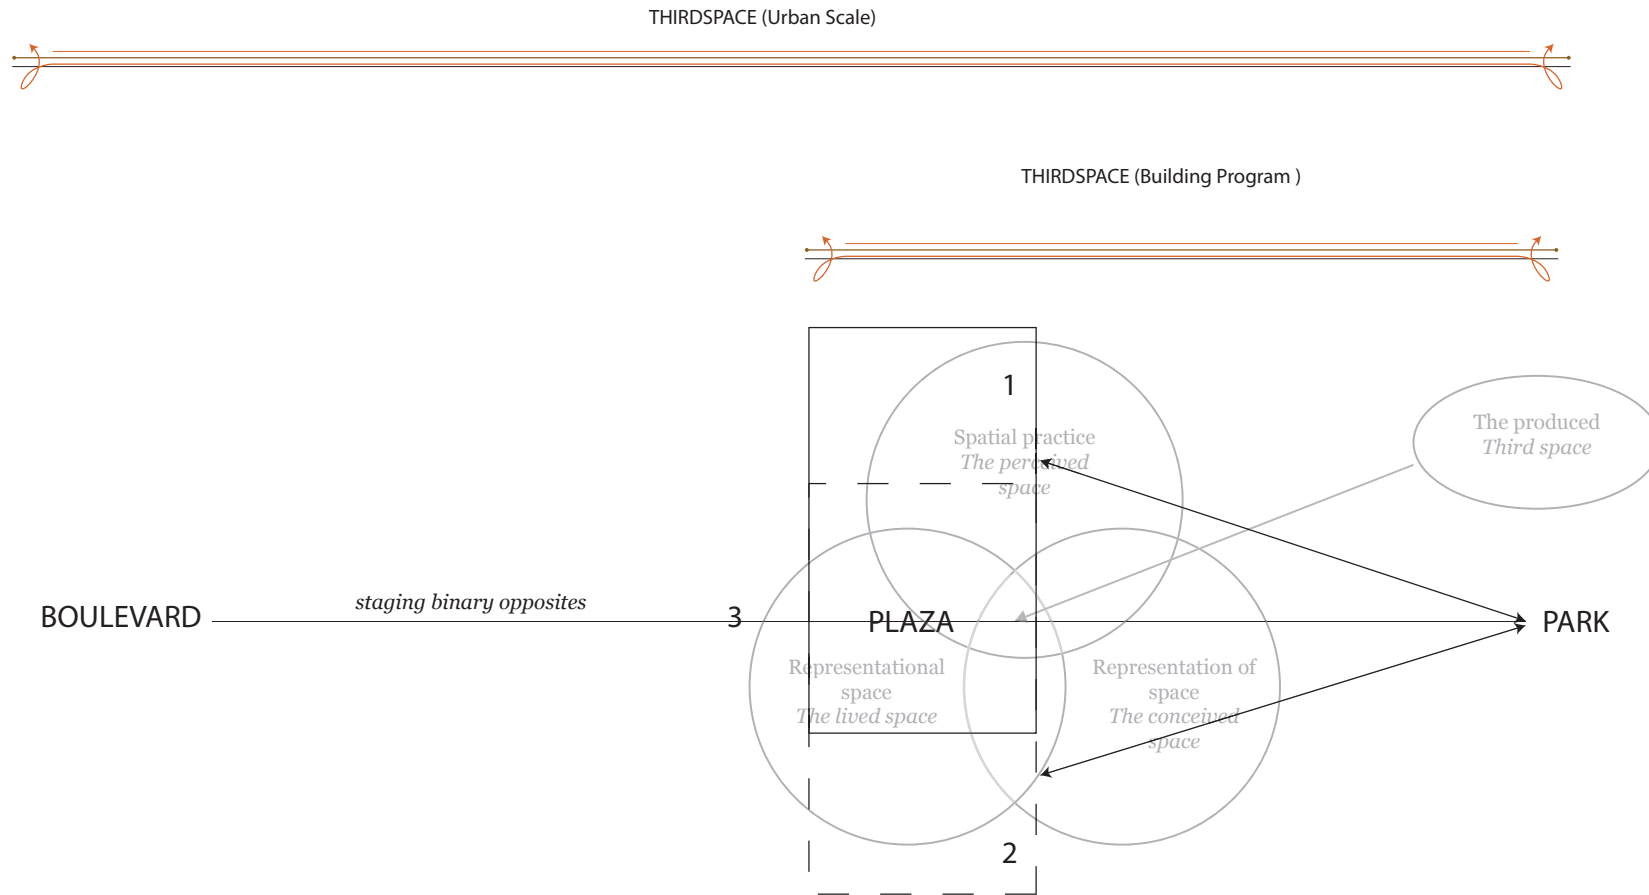 THIRDSPACE (Urban Scale)
THIRDSPACE (Building Program )
1
Spatial practice
The perceived
space
The produced
Third space
BOULEVARD
staging binary opposites
3
PLAZA
PARK
Representational
space
The lived space
Representation of
space
The conceived
space
2